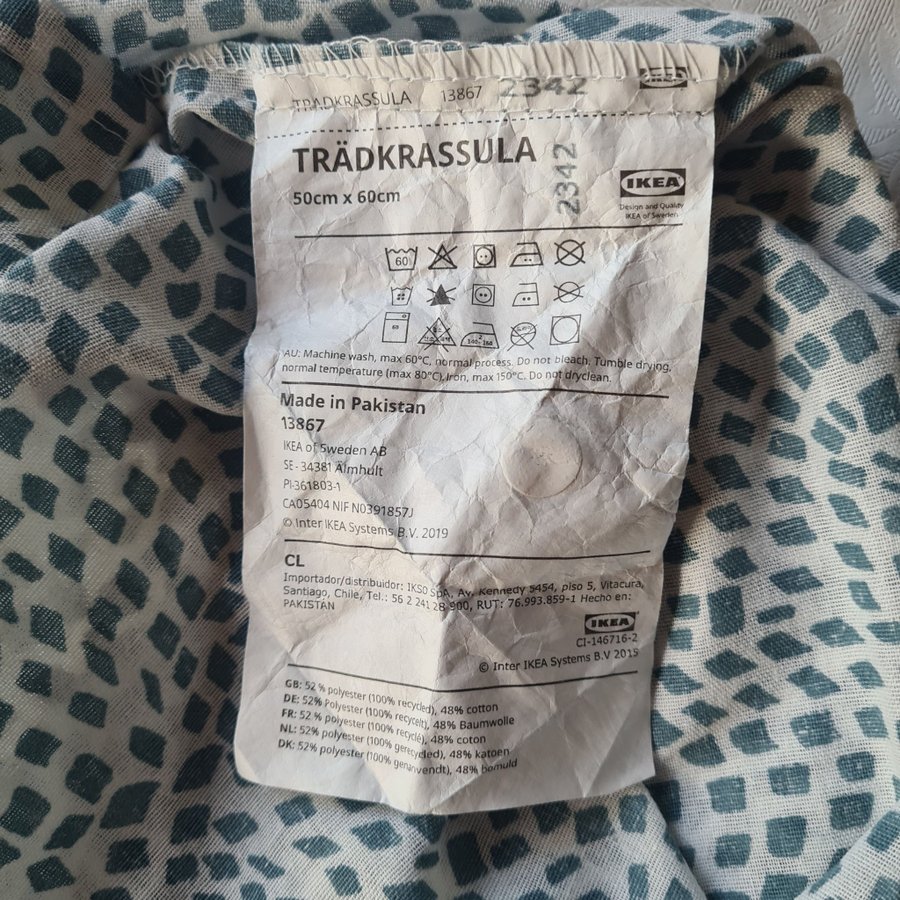 TRÄDKRASSULA 13867 2342 IKEA
TRÄDKRASSULA 2342
50cm x 60cm
IKEA
Design and Quality
IKEA of Sweden
60
60
AU: Machine wash, max 60°C, normal process. Do not bleach. Tumble drying,
normal temperature (max 80°C). Iron, max 150°C. Do not dryclean.
Made in Pakistan
13867
IKEA of Sweden AB
SE - 34381 Älmhult
PI-361803-1
CA05404 NIF N0391857J
© Inter IKEA Systems B.V. 2019
CL
Importador/distribuidor: IKSO SpA, Av. Kennedy 5454, piso 5, Vitacura,
Santiago, Chile, Tel.: 56 2 241 28 900, RUT: 76.993.859-1 Hecho en:
PAKISTÁN
IKEA
CI-146716-2
© Inter IKEA Systems B.V 2015
GB: 52 % polyester (100% recycled), 48% cotton
DE: 52% Polyester (100% recycelt), 48% Baumwolle
FR: 52 % polyester (100% recyclé), 48% coton
NL: 52% polyester (100% gerecycled), 48% katoen
DK: 52% polyester (100% genanvendt), 48% bomuld